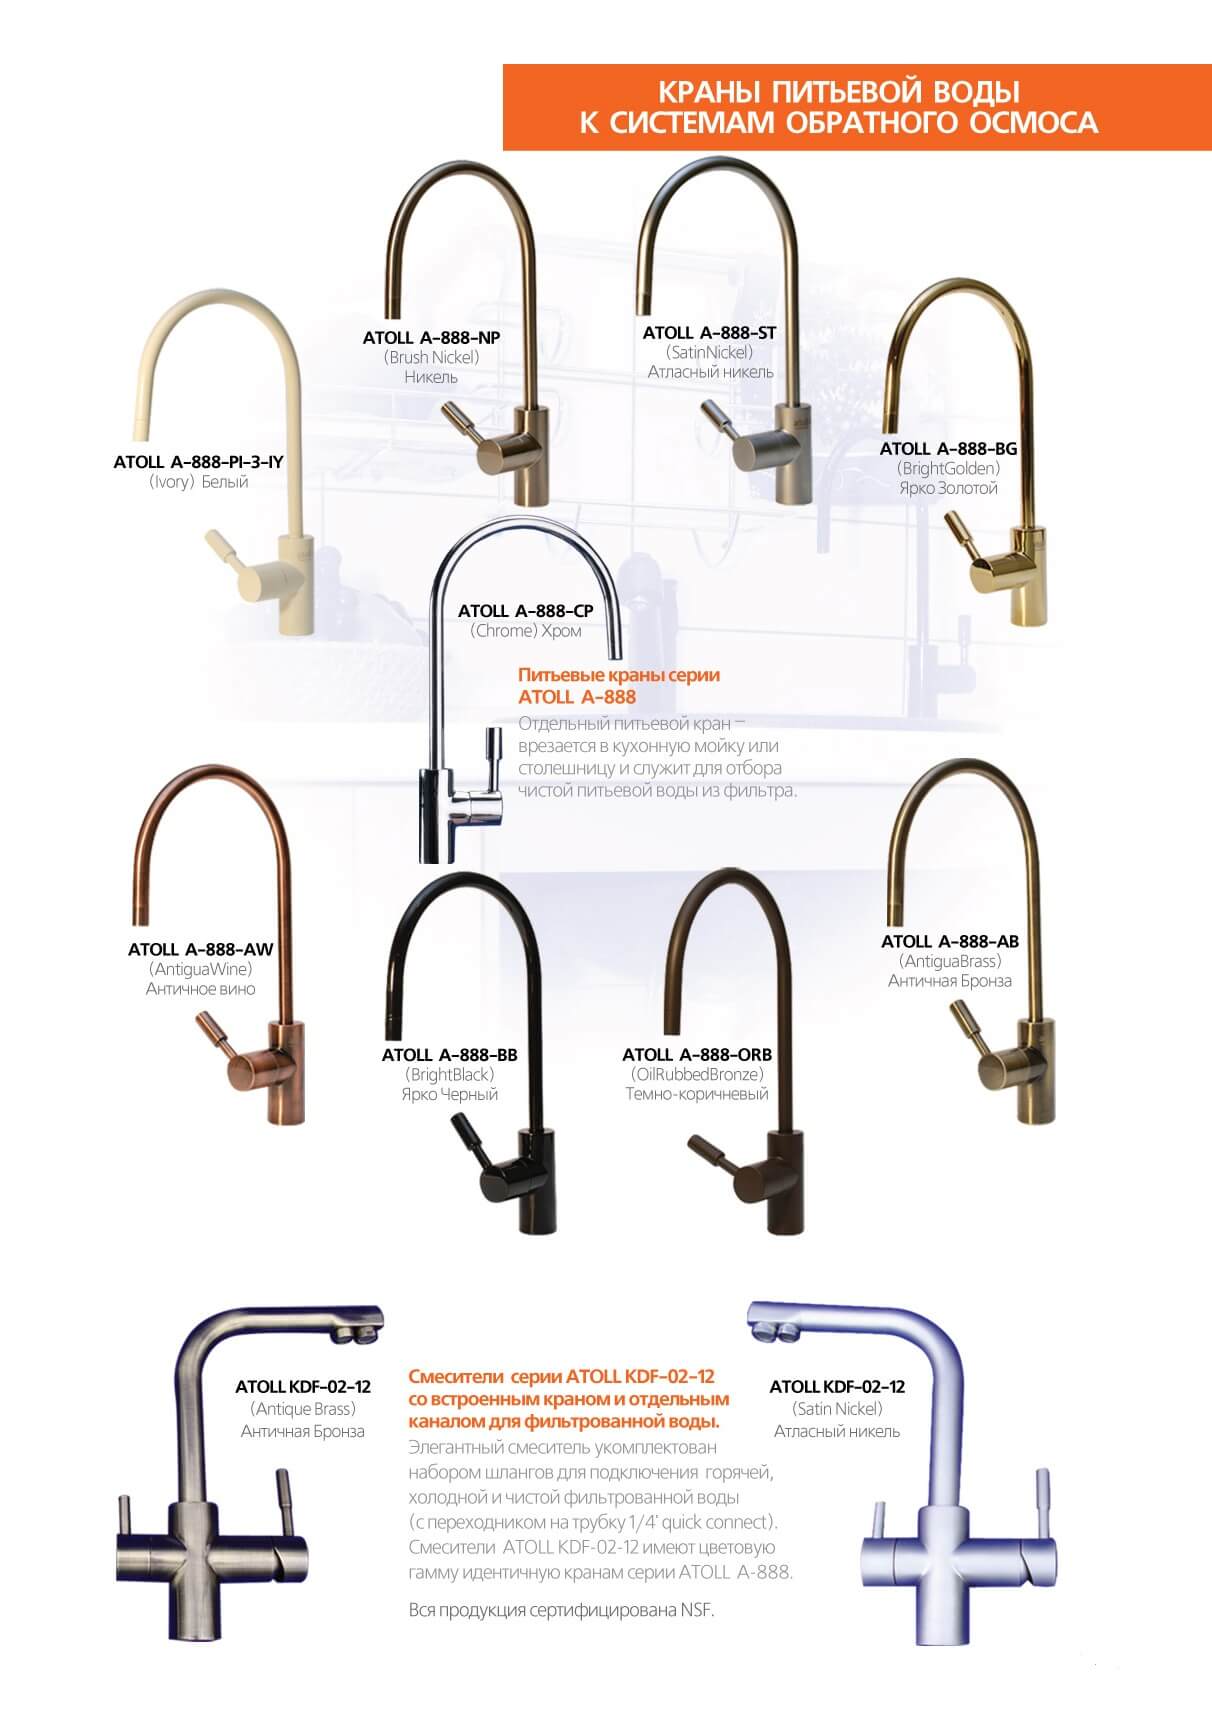 КРАНЫ ПИТЬЕВОЙ ВОДЫ
К СИСТЕМАМ ОБРАТНОГО ОСМОСА
ATOLL A-888-NP
(Brush Nickel)
Никель
ATOLL A-888-ST
(SatinNickel)
Атласный никель
ATOLL A-888-PI-3-IY
(Ivory) Белый
ATOLL A-888-BG
(BrightGolden)
Ярко Золотой
ATOLL A-888-CP
(Chrome) Хром
Питьевые краны серии
ATOLL A-888
Отдельный питьевой кран –
врезается в кухонную мойку или
столешницу и служит для отбора
чистой питьевой воды из фильтра.
ATOLL A-888-AW
(AntiguaWine)
Античное вино
ATOLL A-888-AB
(AntiguaBrass)
Античная Бронза
ATOLL A-888-BB
(BrightBlack)
Ярко Черный
ATOLL A-888-ORB
(OilRubbedBronze)
Темно-коричневый
ATOLL KDF-02-12
(Antique Brass)
Античная Бронза
Смесители серии ATOLL KDF-02-12
со встроенным краном и отдельным
каналом для фильтрованной воды.
Элегантный смеситель укомплектован
набором шлангов для подключения горячей,
холодной и чистой фильтрованной воды
(с переходником на трубку 1/4' quick connect).
Смесители ATOLL KDF-02-12 имеют цветовую
гамму идентичную кранам серии ATOLL A-888.
Вся продукция сертифицирована NSF.
ATOLL KDF-02-12
(Satin Nickel)
Атласный никель